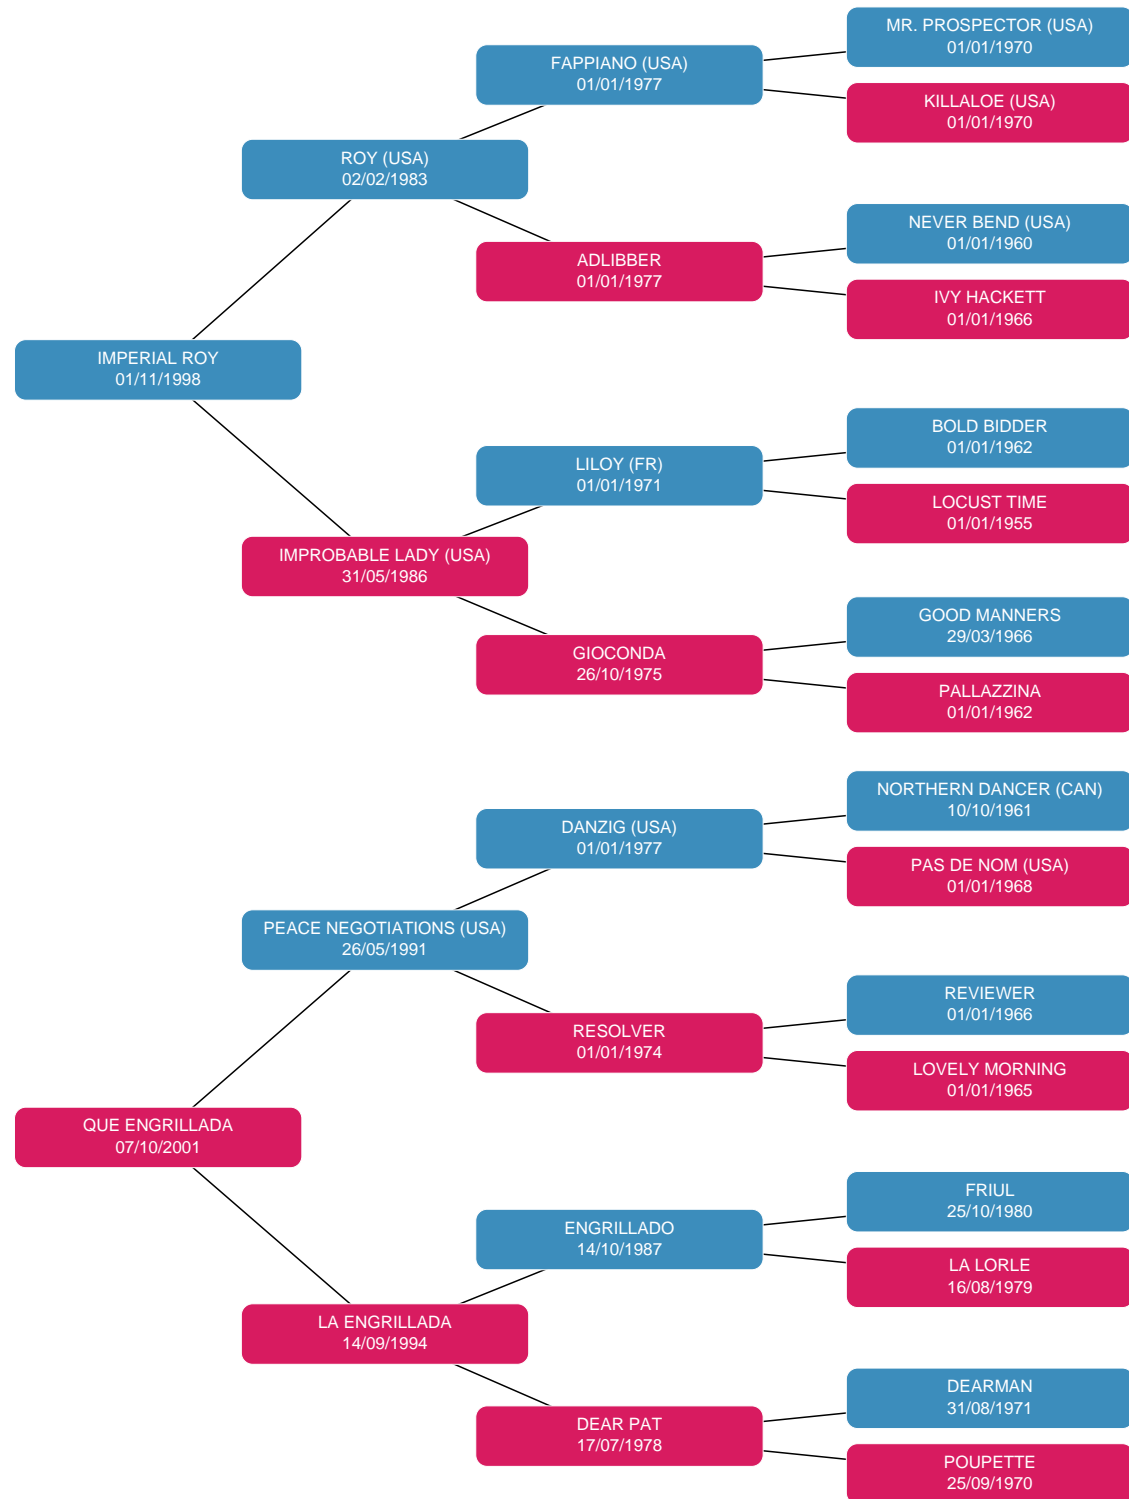 MR. PROSPECTOR (USA)
01/01/1970
FAPPIANO (USA)
01/01/1977
KILLALOE (USA)
01/01/1970
ROY (USA)
02/02/1983
NEVER BEND (USA)
01/01/1960
ADLIBBER
01/01/1977
IVY HACKETT
01/01/1966
IMPERIAL ROY
01/11/1998
BOLD BIDDER
01/01/1962
LILOY (FR)
01/01/1971
LOCUST TIME
01/01/1955
IMPROBABLE LADY (USA)
31/05/1986
GOOD MANNERS
29/03/1966
GIOCONDA
26/10/1975
PALLAZZINA
01/01/1962
NORTHERN DANCER (CAN)
10/10/1961
DANZIG (USA)
01/01/1977
PAS DE NOM (USA)
01/01/1968
PEACE NEGOTIATIONS (USA)
26/05/1991
REVIEWER
01/01/1966
RESOLVER
01/01/1974
LOVELY MORNING
01/01/1965
QUE ENGRILLADA
07/10/2001
FRIUL
25/10/1980
ENGRILLADO
14/10/1987
LA LORLE
16/08/1979
LA ENGRILLADA
14/09/1994
DEARMAN
31/08/1971
DEAR PAT
17/07/1978
POUPETTE
25/09/1970